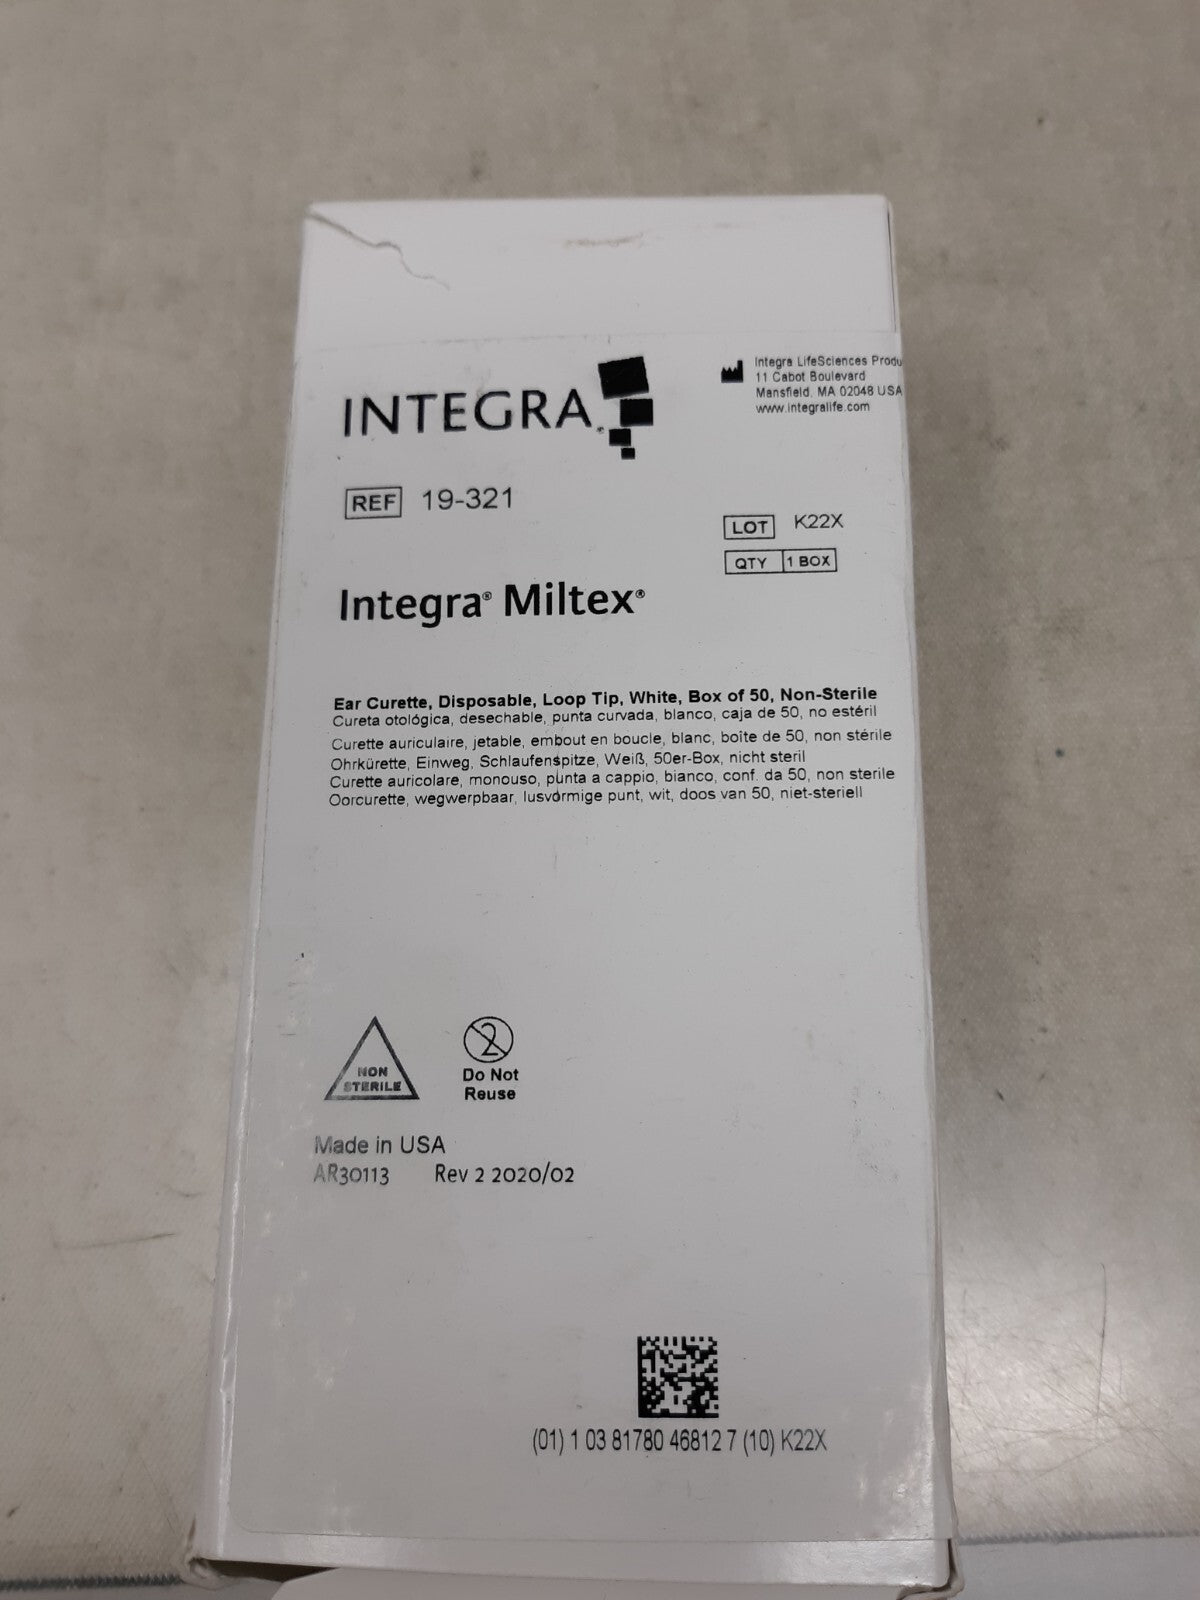 INTEGRA®
Integra LifeSciences Produ
11 Cabot Boulevard
Mansfield, MA 02048 USA
www.integralife.com
REF 19-321
LOT K22X
QTY 1 BOX
Integra® Miltex®
Ear Curette, Disposable, Loop Tip, White, Box of 50, Non-Sterile
Cureta otológica, desechable, punta curvada, blanco, caja de 50, no estéril
Curette auriculaire, jetable, embout en boucle, blanc, boîte de 50, non stérile
Ohrkürette, Einweg, Schlaufenspitze, Weiß, 50er-Box, nicht steril
Curette auricolare, monouso, punta a cappio, bianco, conf. da 50, non sterile
Oorcurette, wegwerpbaar, lusvormige punt, wit, doos van 50, niet-steriell
NON
STERILE
2
Do Not
Reuse
Made in USA
AR30113 Rev 2 2020/02
(01) 1 03 81780 46812 7 (10) K22X